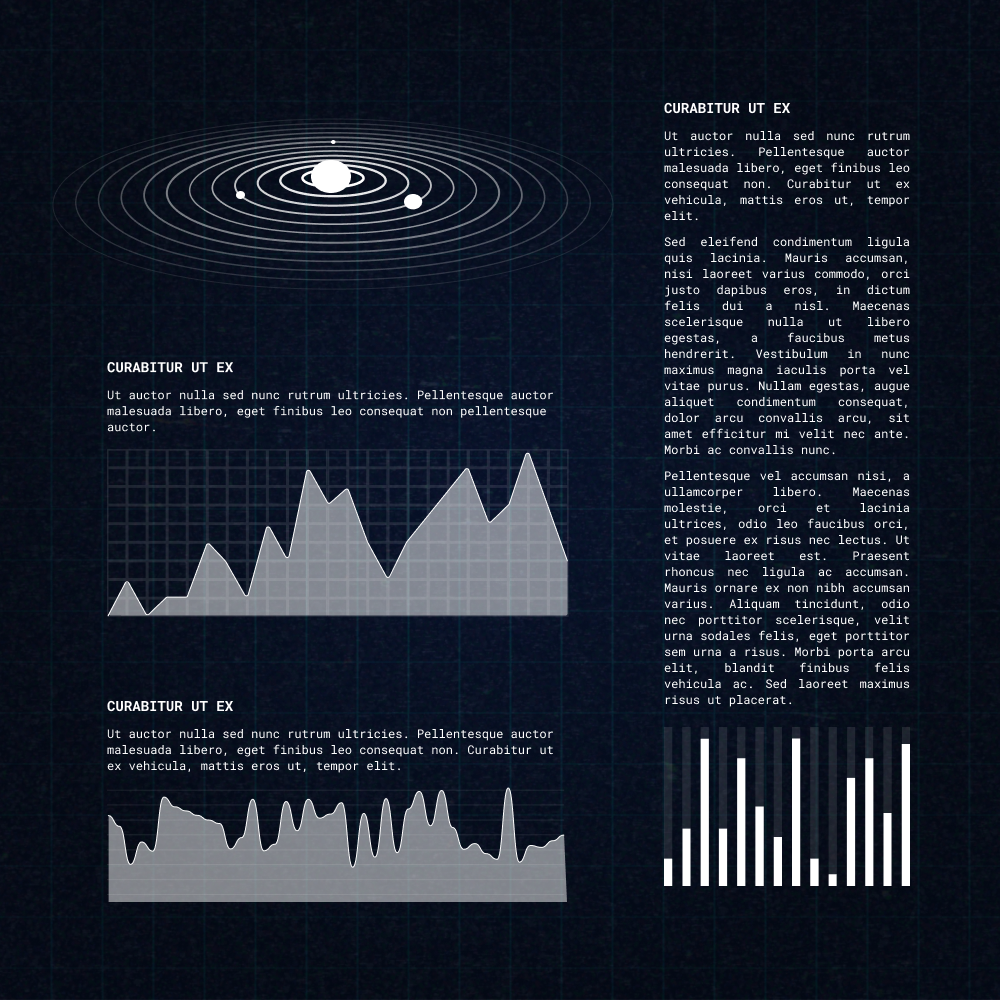 CURABITUR UT EX
Ut auctor nulla sed nunc rutrum ultricies. Pellentesque auctor
malesuada libero, eget finibus leo consequat non pellentesque
auctor.
CURABITUR UT EX
Ut auctor nulla sed nunc rutrum ultricies. Pellentesque auctor
malesuada libero, eget finibus leo consequat non. Curabitur ut
ex vehicula, mattis eros ut, tempor elit.
CURABITUR UT EX
Ut auctor nulla sed nunc rutrum
ultricies. Pellentesque auctor
malesuada libero, eget finibus leo
consequat non. Curabitur ut ex
vehicula, mattis eros ut, tempor
elit.
Sed eleifend condimentum ligula
quis lacinia. Mauris accumsan,
nisi laoreet varius commodo, orci
justo dapibus eros, in dictum
felis dui a nisl. Maecenas
scelerisque nulla ut libero
egestas, a faucibus metus
hendrerit. Vestibulum in nunc
maximus magna iaculis porta vel
vitae purus. Nullam egestas, augue
aliquet condimentum consequat,
dolor arcu convallis arcu, sit
amet efficitur mi velit nec ante.
Morbi ac convallis nunc.
Pellentesque vel accumsan nisi, a
ullamcorper libero. Maecenas
molestie, orci et lacinia
ultrices, odio leo faucibus orci,
et posuere ex risus nec lectus. Ut
vitae laoreet est. Praesent
rhoncus nec ligula ac accumsan.
Mauris ornare ex non nibh accumsan
varius. Aliquam tincidunt, odio
nec porttitor scelerisque, velit
urna sodales felis, eget porttitor
sem urna a risus. Morbi porta arcu
elit, blandit finibus felis
vehicula ac. Sed laoreet maximus
risus ut placerat.